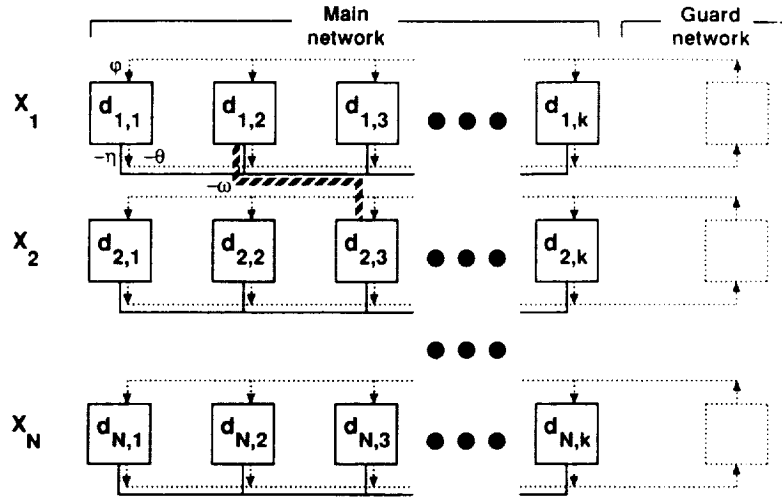 Main network
Guard network
φ
X1 d1,1 d1,2 d1,3 d1,k
−η −θ
−ω
X2 d2,1 d2,2 d2,3 d2,k
XN dN,1 dN,2 dN,3 dN,k